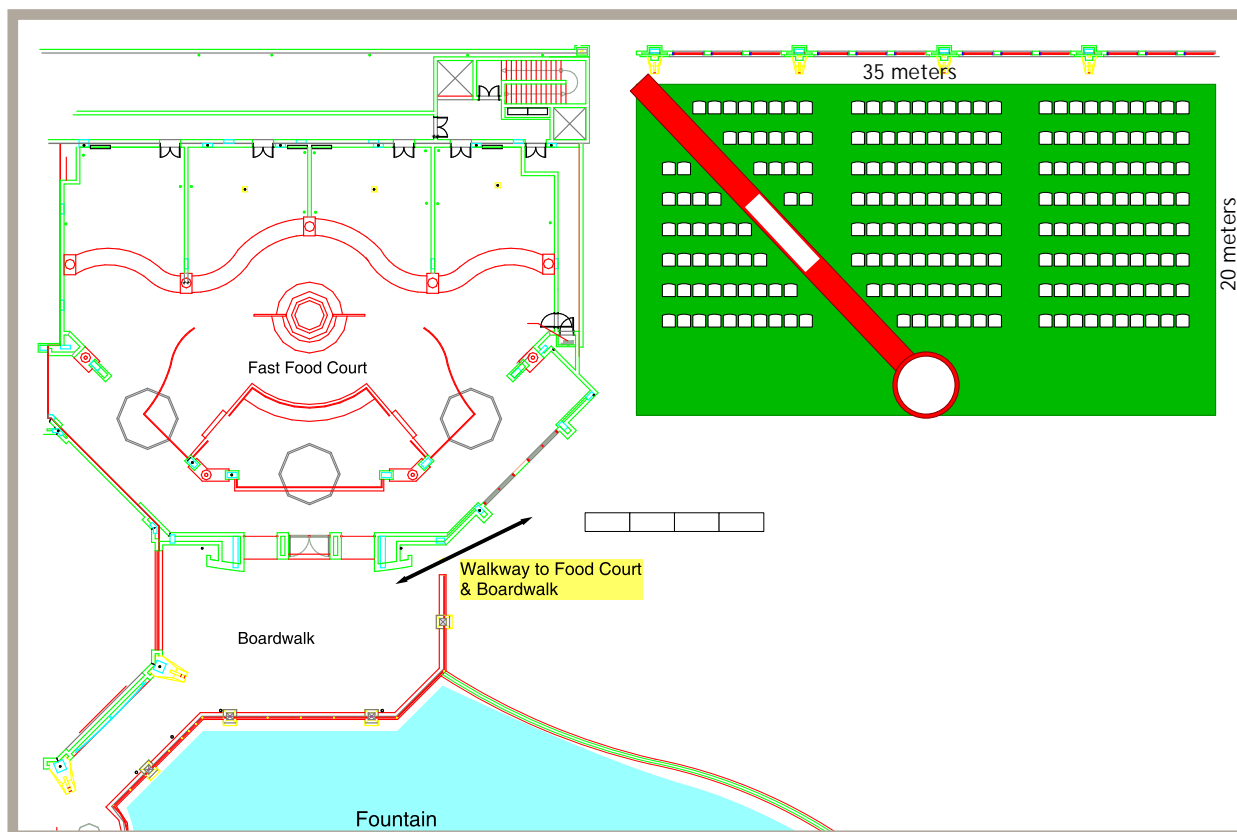 35 meters
20 meters
Fast Food Court
Walkway to Food Court
& Boardwalk
Boardwalk
Fountain